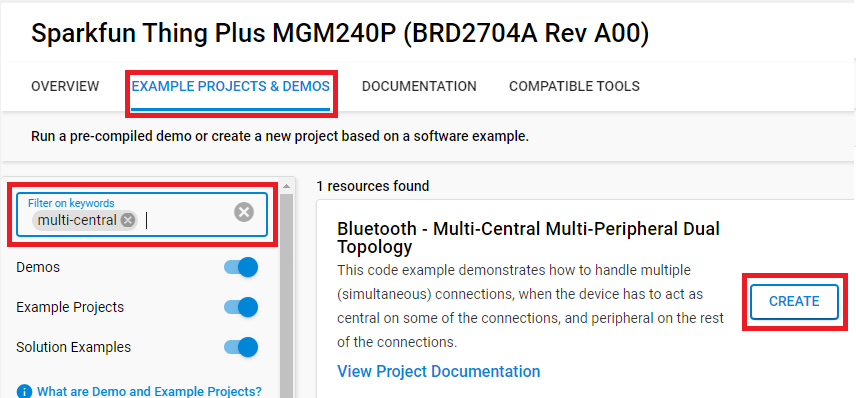 Sparkfun Thing Plus MGM240P (BRD2704A Rev A00)
OVERVIEW
EXAMPLE PROJECTS & DEMOS
DOCUMENTATION
COMPATIBLE TOOLS
Run a pre-compiled demo or create a new project based on a software example.
Filter on keywords
multi-central
Demos
Example Projects
Solution Examples
What are Demo and Example Projects?
1 resources found
Bluetooth - Multi-Central Multi-Peripheral Dual
Topology
This code example demonstrates how to handle multiple
(simultaneous) connections, when the device has to act as
central on some of the connections, and peripheral on the rest
of the connections.
View Project Documentation
CREATE